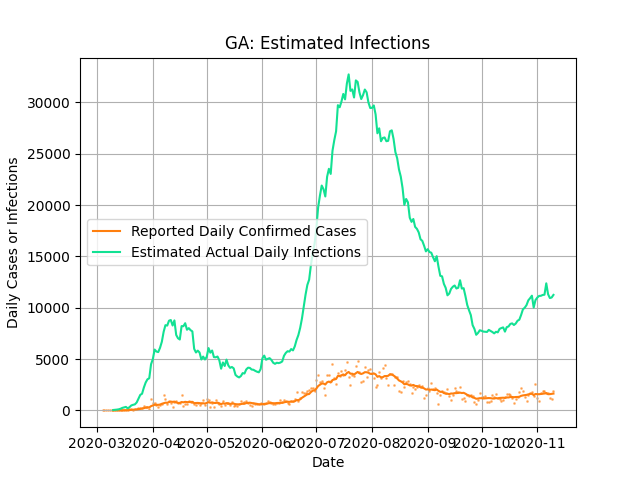 GA: Estimated Infections
Daily Cases or Infections
30000
25000
20000
15000
10000
5000
0
Reported Daily Confirmed Cases
Estimated Actual Daily Infections
2020-03 2020-04 2020-05 2020-06 2020-07 2020-08 2020-09 2020-10 2020-11
Date